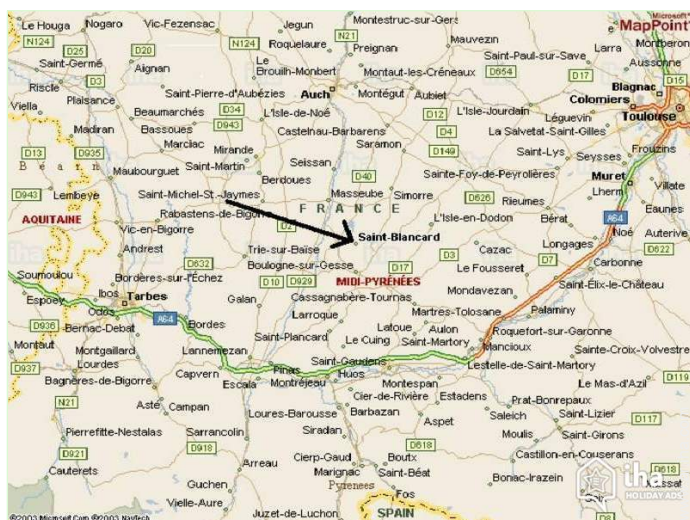 Le Houga
Nogaro
Vic-Fezensac
Jegun
Montestruc-sur-Gers
Microsoft
MapPoint
N124
D25
D20
N21
Roquelaure
Preignan
Mauvezin
Montberon
Saint-Germé
N124
Aignan
Le
Brouilh-Monbert
Saint-Paul-sur-Save
Larra
Aussonne
Riscle
D3
Montaut-les-Créneaux
D654
D17
Blagnac
D15
Plaisance
Saint-Pierre-d'Aubézies
Auch
Montégut
Aubiet
Colomiers
Viella
Beaumarchés
D34
L'Isle-de-Noé
D12
L'Isle-Jourdain
Léguevin
Toulouse
Madiran
Bassoues
D943
Castelnau-Barbarens
D4
La Salvetat-Saint-Gilles
Marciac
Mirande
Saramon
D149
Saint-Lys
Frouzins
D13
D935
Saint-Martin
Seissan
Seysses
Béarn
Maubourguet
Berdoues
Sainte-Foy-de-Peyrolières
Muret
D943
Lembeye
Saint-Michel-St_Jaymes
Masseube
Simorre
D626
Rieumes
Lherm
Villate
AQUITAINE
Rabastens-de-Bigorre
FRANCE
L'Isle-en-Dodon
Bérat
A64
Eaunes
Vic-en-Bigorre
D2
Saint-Blancard
Noé
Auterive
Andrest
Trie-sur-Baïse
Cazac
Longages
D632
Boulogne-sur-Gesse
D17
D3
D7
Carbonne
Soumoulou
Bordères-sur-l'Echez
D10
D929
MIDI-PYRÉNÉES
Le Fousseret
Saint-Élix-le-Château
Espoey
Ibos
Tarbes
Galan
Cassagnabère-Tournas
Mondavezan
Odos
Larroque
Martres-Tolosane
Palaminy
D936
Bernac-Debat
A64
Bordes
Saint-Plancard
Latoue
Aulon
Roquefort-sur-Garonne
Montaut
Montgaillard
Lannemezan
Le Cuing
Saint-Martory
Mancioux
Sainte-Croix-Volvestre
D937
Lourdes
Capvern
Pinas
Saint-Gaudens
Lestelle-de-Saint-Martory
D119
Bagnères-de-Bigorre
Escala
Montréjeau
Huos
Montespan
Le Mas-d'Azil
N21
Asté
Campan
Loures-Barousse
Cier-de-Rivière
Estadens
Prat-Bonrepaux
Barbazan
Saleich
Saint-Lizier
Pierrefitte-Nestalas
Sarrancolin
Siradan
Aspet
D117
D921
D918
D618
Moulis
Saint-Girons
Cauterets
Arreau
Cierp-Gaud
Boutx
Castillon-en-Couserans
Marignac
Saint-Béat
D618
Guchen
Pyrenees
Bonac-Irazein
Vielle-Aure
Fos
Juzet-de-Luchon
SPAIN
iha
HOLIDAY ADS
©2003 Microsoft Corp ©2003 NavTech